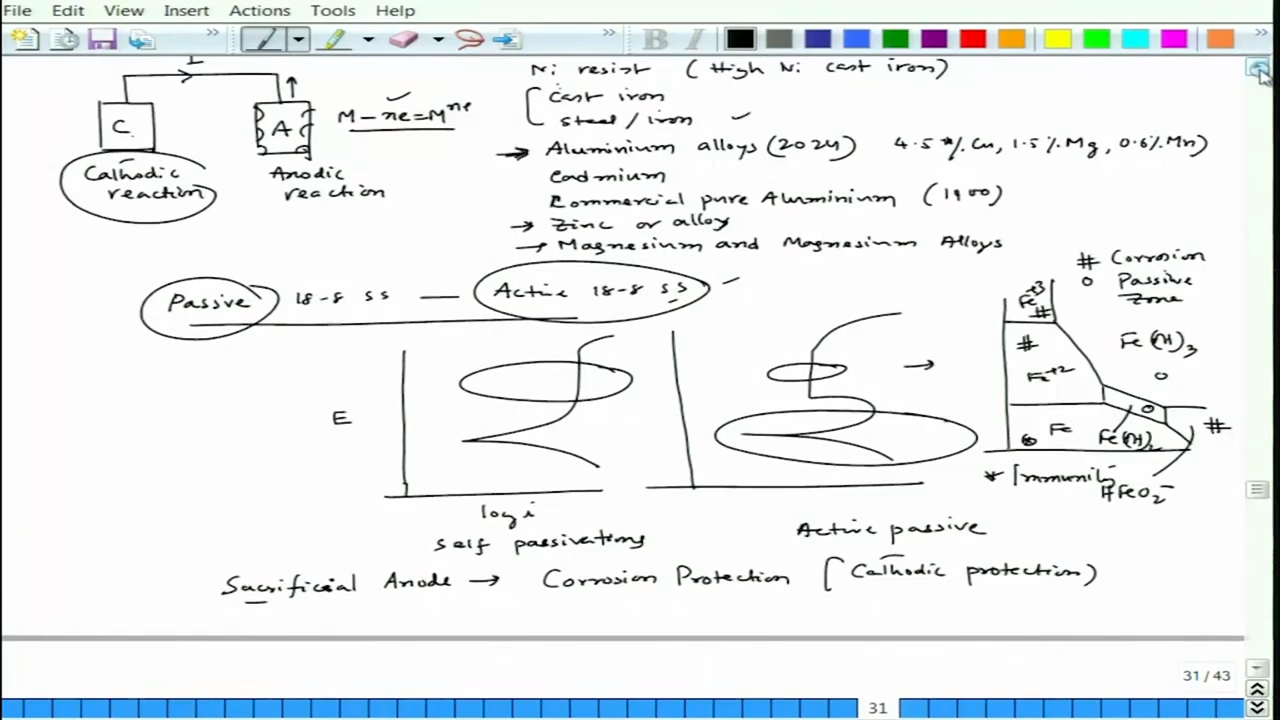 File Edit View Insert Actions Tools Help
I
C
A
M - ne = M^ne
Cathodic reaction
Anodic reaction
Ni resist (High Ni cast iron)
cast iron
steel/iron
Aluminium alloys (2024) 4.5%Cu, 1.5%Mg, 0.6%Mn)
cadmium
Commercial pure Aluminium (1900)
Zinc or alloy
Magnesium and Magnesium Alloys
Passive 18-8 SS — Active 18-8 SS
# Corrosion
o Passive Zone
Fe+3
#
#
Fe+2
Fe(H)3
o
o
Fe
Fe(H)2
#
* Immunity
HFeO2-
E
log i
Self passivating
Active passive
Sacrificial Anode → Corrosion Protection [Cathodic protection)
31 / 43
31